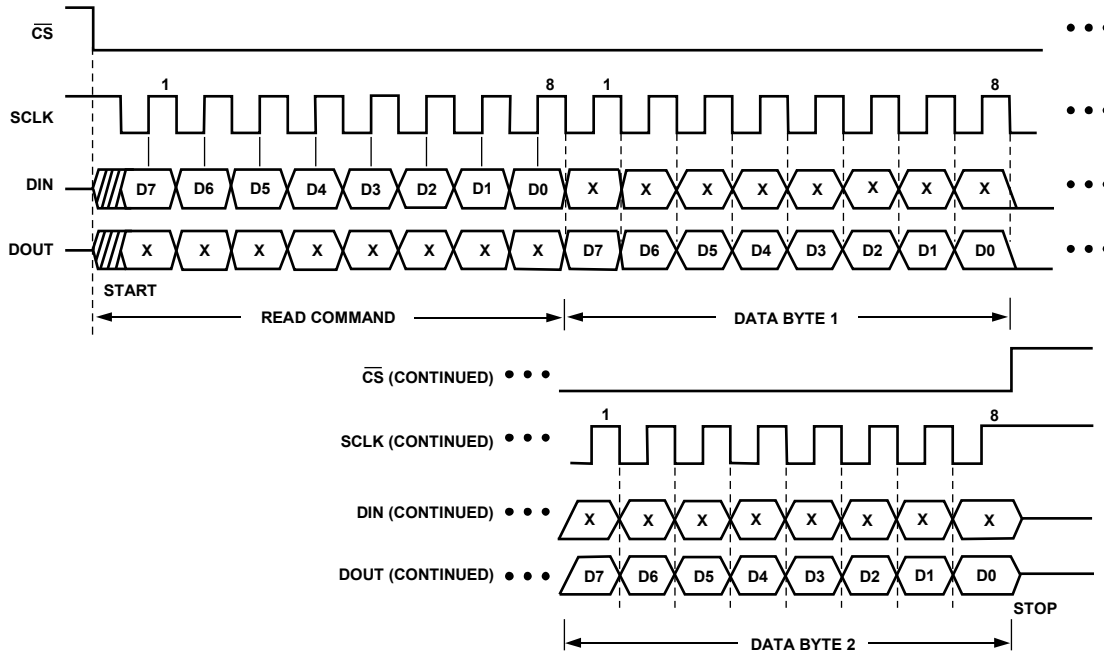 CS
1 8 1 8
SCLK
DIN D7 D6 D5 D4 D3 D2 D1 D0 X X X X X X X X
DOUT X X X X X X X X D7 D6 D5 D4 D3 D2 D1 D0
START
READ COMMAND DATA BYTE 1
CS (CONTINUED)
1 8
SCLK (CONTINUED)
DIN (CONTINUED) X X X X X X X X
DOUT (CONTINUED) D7 D6 D5 D4 D3 D2 D1 D0
STOP
DATA BYTE 2